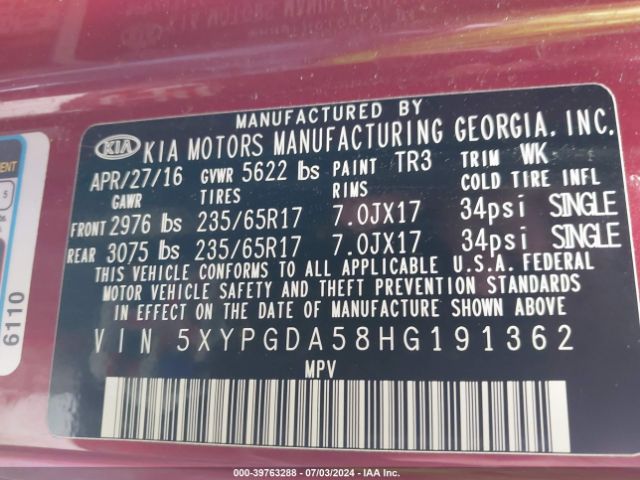 MANUFACTURED BY
KIA KIA MOTORS MANUFACTURING GEORGIA, INC.
APR/27/16 GVWR 5622 lbs PAINT TR3 TRIM WK
GAWR TIRES RIMS COLD TIRE INFL
FRONT 2976 lbs 235/65R17 7.0JX17 34psi SINGLE
REAR 3075 lbs 235/65R17 7.0JX17 34psi SINGLE
THIS VEHICLE CONFORMS TO ALL APPLICABLE U.S.A. FEDERAL
MOTOR VEHICLE SAFETY AND THEFT PREVENTION STANDARDS
IN EFFECT ON THE DATE OF MANUFACTURE SHOWN ABOVE
VIN 5XYPGDA58HG191362
MPV
6110
5
000-39763288 - 07/03/2024 - IAA Inc.